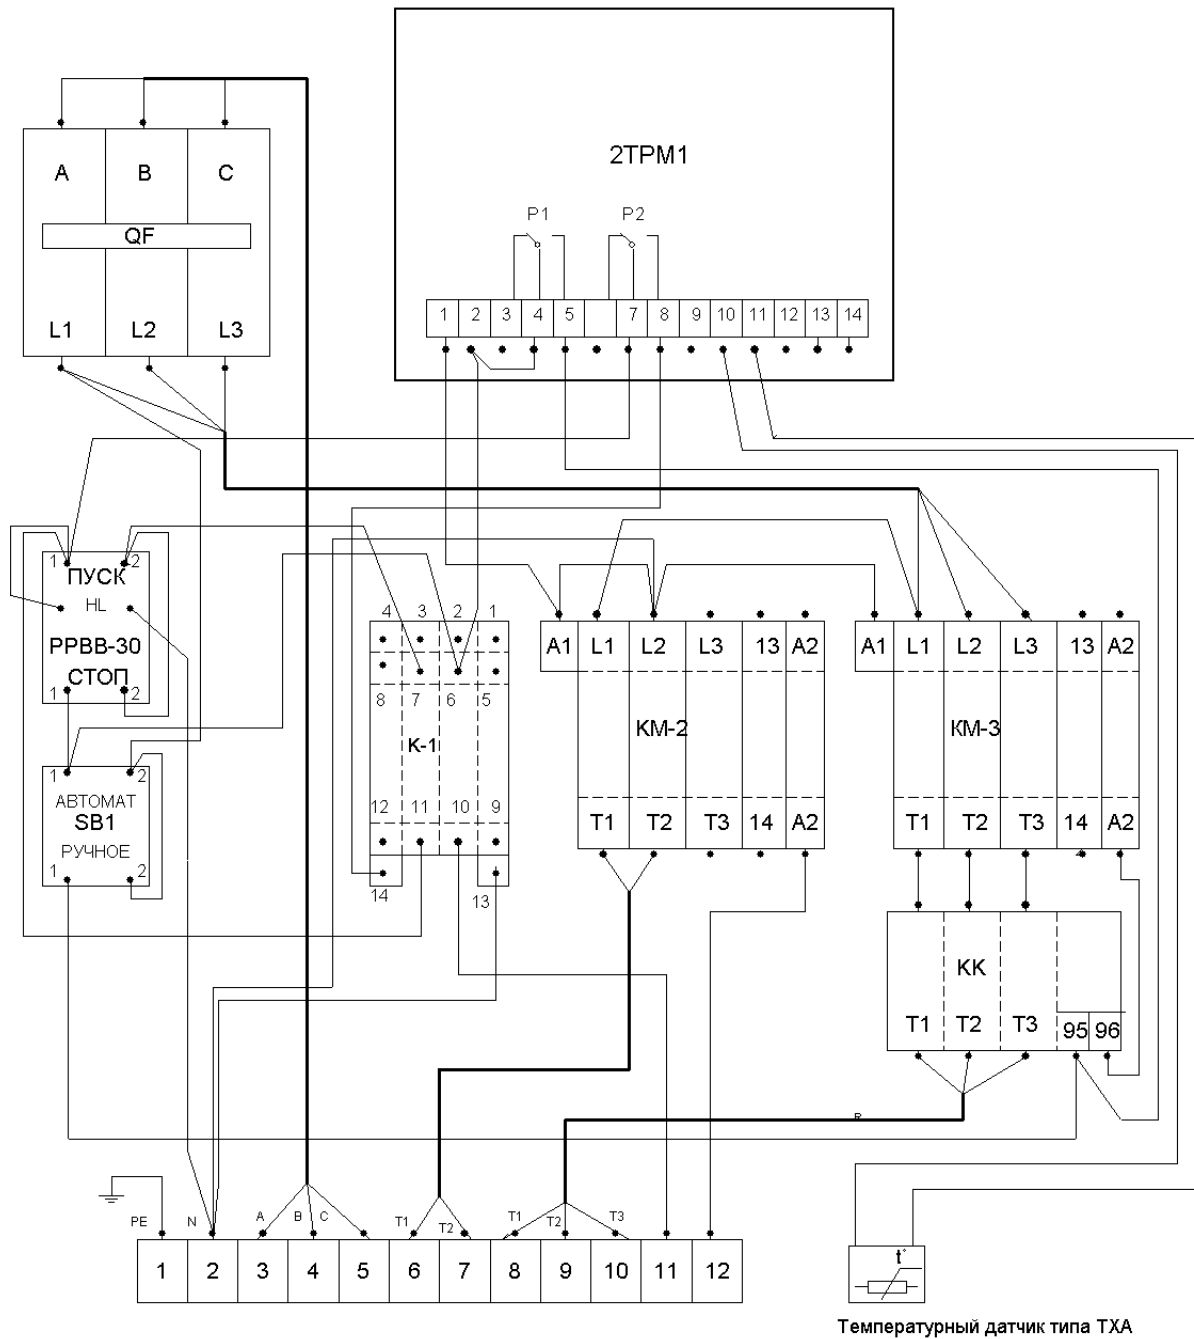 2ТРМ1
P1 P2
1 2 3 4 5 7 8 9 10 11 12 13 14
A B C
QF
L1 L2 L3
1 2
ПУСК
HL
PPBB-30
СТОП
1 2
1 2
АВТОМАТ
SB1
РУЧНОЕ
1 2
4 3 2 1
8 7 6 5
K-1
12 11 10 9
14 13
A1 L1 L2 L3 13 A2
KM-2
T1 T2 T3 14 A2
A1 L1 L2 L3 13 A2
KM-3
T1 T2 T3 14 A2
KK
T1 T2 T3 95 96
R
PE N A B C T1 T2 T1 T2 T3
1 2 3 4 5 6 7 8 9 10 11 12
t°
Температурный датчик типа ТХА